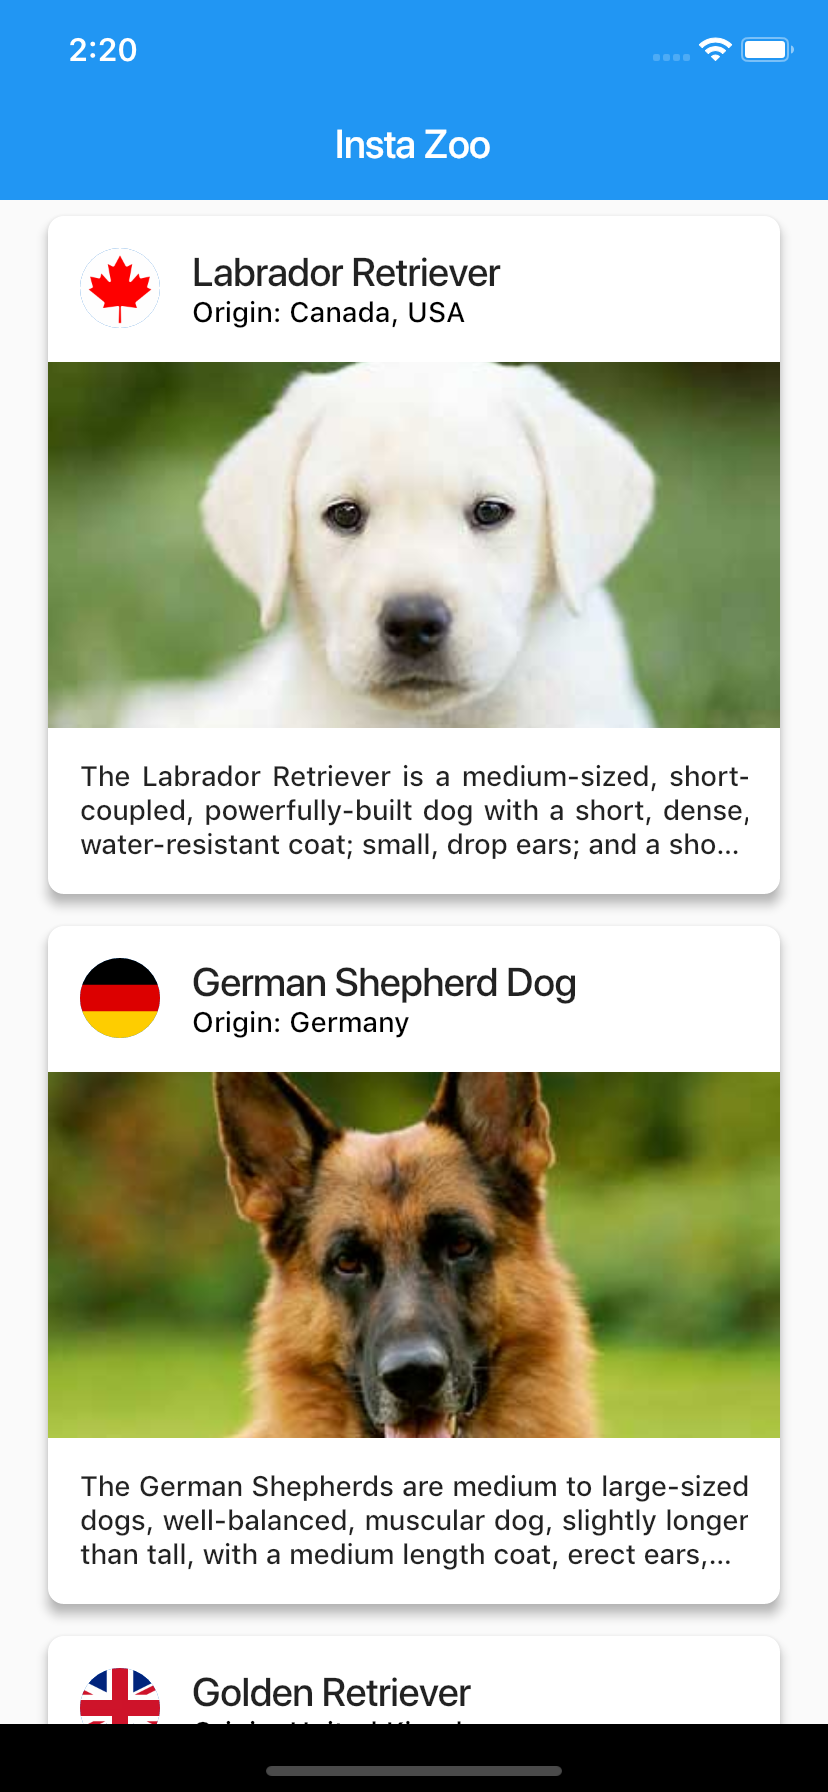 2:20
Insta Zoo
Labrador Retriever
Origin: Canada, USA
The Labrador Retriever is a medium-sized, short-
coupled, powerfully-built dog with a short, dense,
water-resistant coat; small, drop ears; and a sho...
German Shepherd Dog
Origin: Germany
The German Shepherds are medium to large-sized
dogs, well-balanced, muscular dog, slightly longer
than tall, with a medium length coat, erect ears,...
Golden Retriever